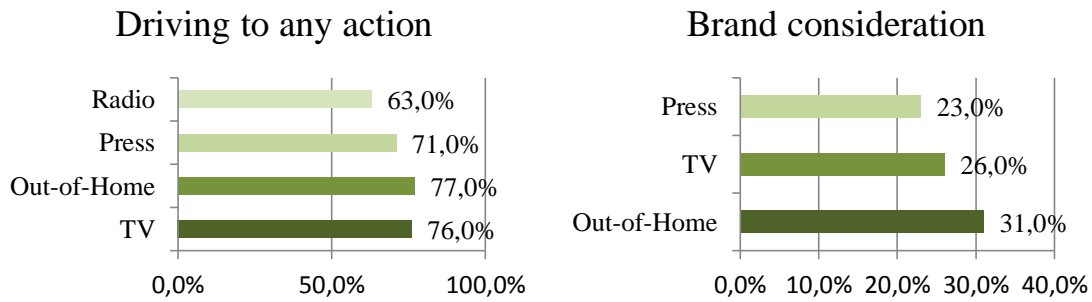 Driving to any action
Radio 63,0%
Press 71,0%
Out-of-Home 77,0%
TV 76,0%
0,0% 50,0% 100,0%
Brand consideration
Press 23,0%
TV 26,0%
Out-of-Home 31,0%
0,0% 10,0% 20,0% 30,0% 40,0%